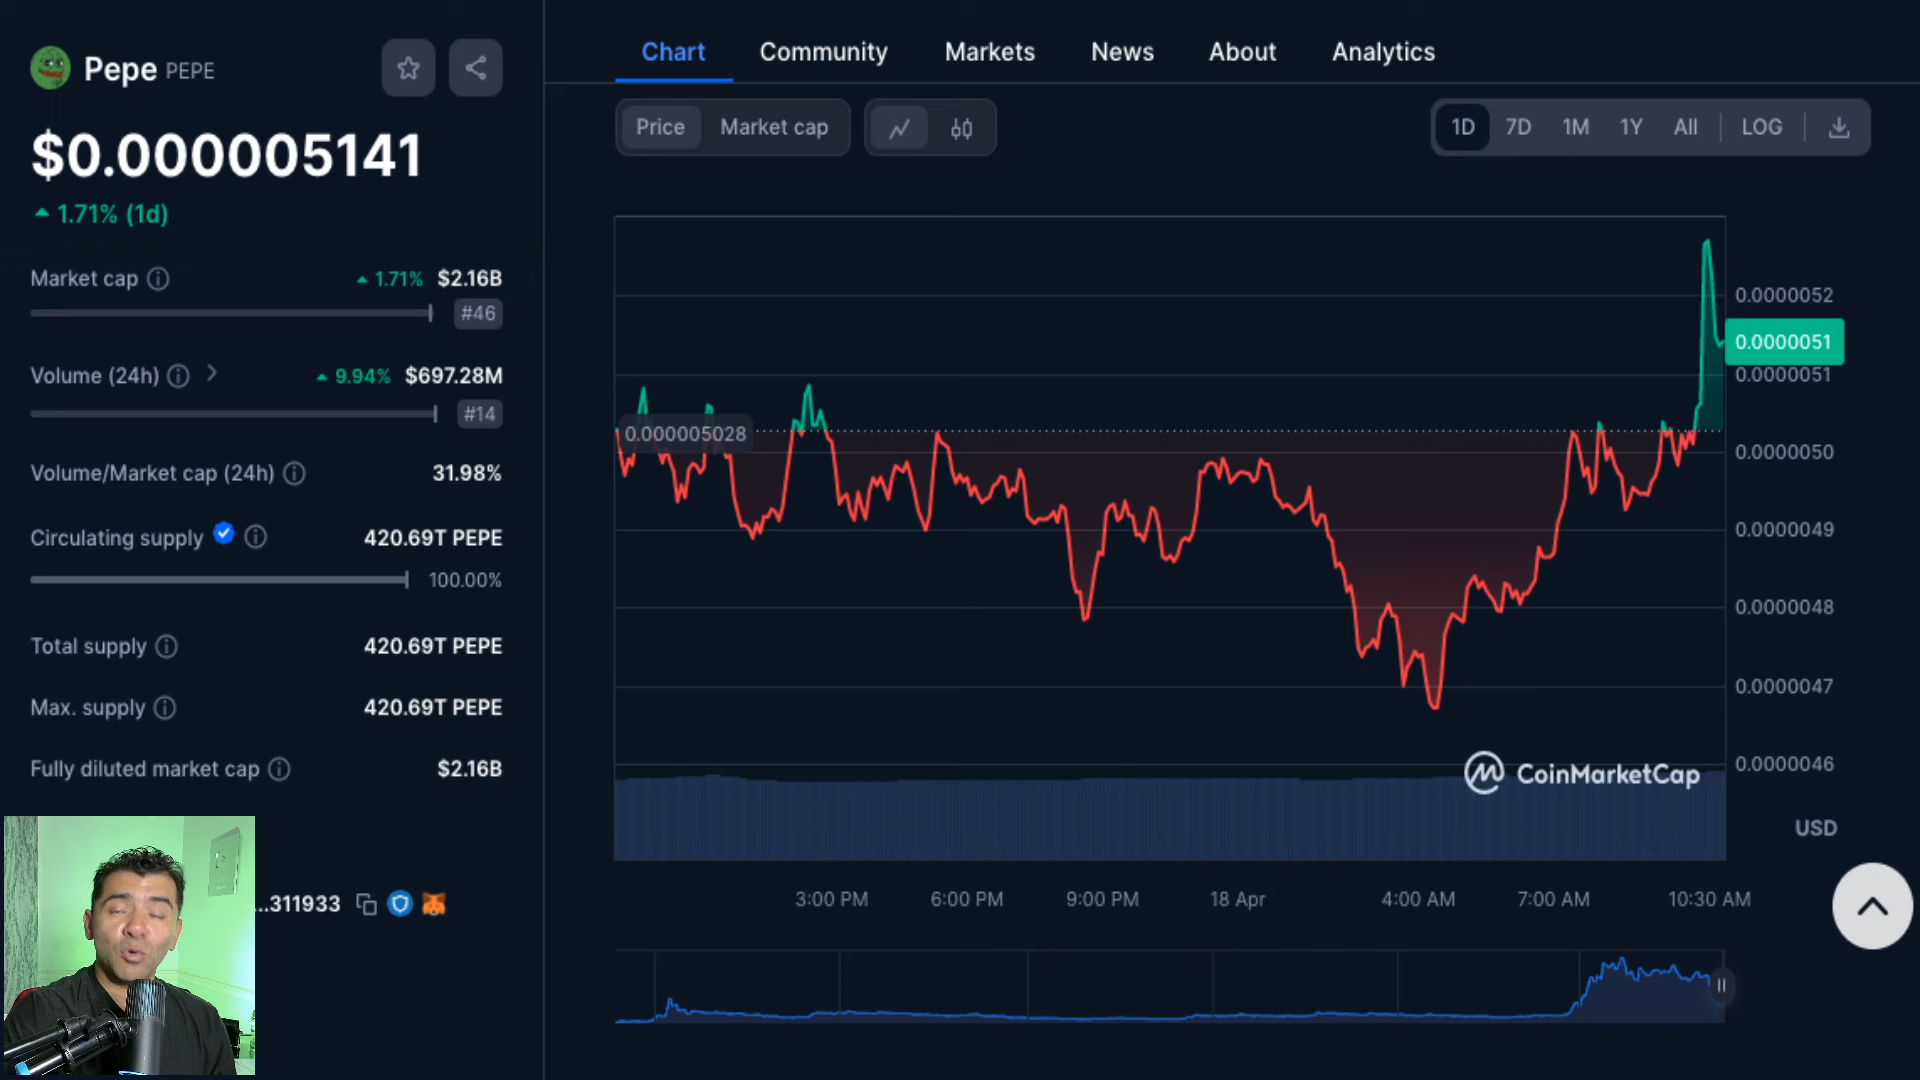 Pepe PEPE
$0.000005141
1.71% (1d)
Market cap 1.71% $2.16B
#46
Volume (24h) 9.94% $697.28M
#14
Volume/Market cap (24h) 31.98%
Circulating supply 420.69T PEPE
100.00%
Total supply 420.69T PEPE
Max. supply 420.69T PEPE
Fully diluted market cap $2.16B
...311933
Chart Community Markets News About Analytics
Price Market cap
1D 7D 1M 1Y All LOG
0.0000052
0.0000051
0.0000051
0.000005028
0.0000050
0.0000049
0.0000048
0.0000047
0.0000046
CoinMarketCap
USD
3:00 PM 6:00 PM 9:00 PM 18 Apr 4:00 AM 7:00 AM 10:30 AM